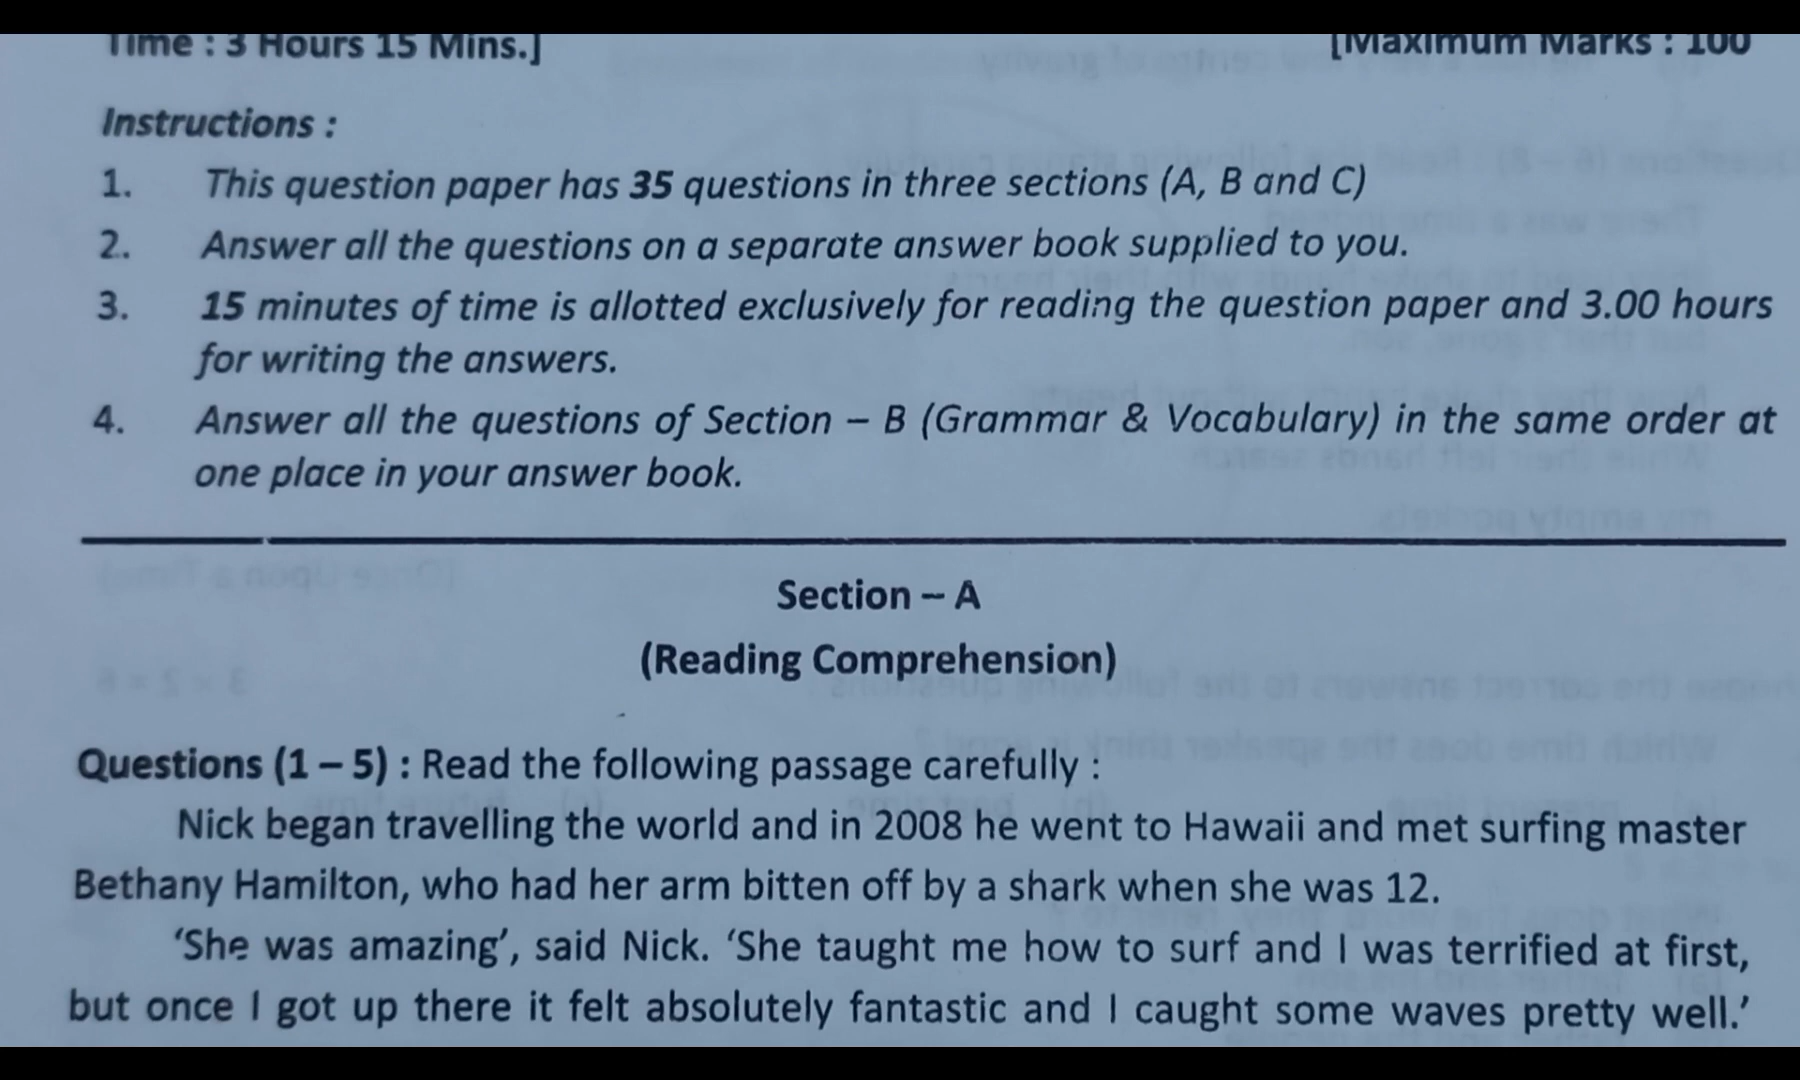 Time : 3 Hours 15 Mins.] [Maximum Marks : 100
Instructions :
1. This question paper has 35 questions in three sections (A, B and C)
2. Answer all the questions on a separate answer book supplied to you.
3. 15 minutes of time is allotted exclusively for reading the question paper and 3.00 hours
for writing the answers.
4. Answer all the questions of Section – B (Grammar & Vocabulary) in the same order at
one place in your answer book.
Section – A
(Reading Comprehension)
Questions (1 – 5) : Read the following passage carefully :
Nick began travelling the world and in 2008 he went to Hawaii and met surfing master
Bethany Hamilton, who had her arm bitten off by a shark when she was 12.
‘She was amazing’, said Nick. ‘She taught me how to surf and I was terrified at first,
but once I got up there it felt absolutely fantastic and I caught some waves pretty well.’